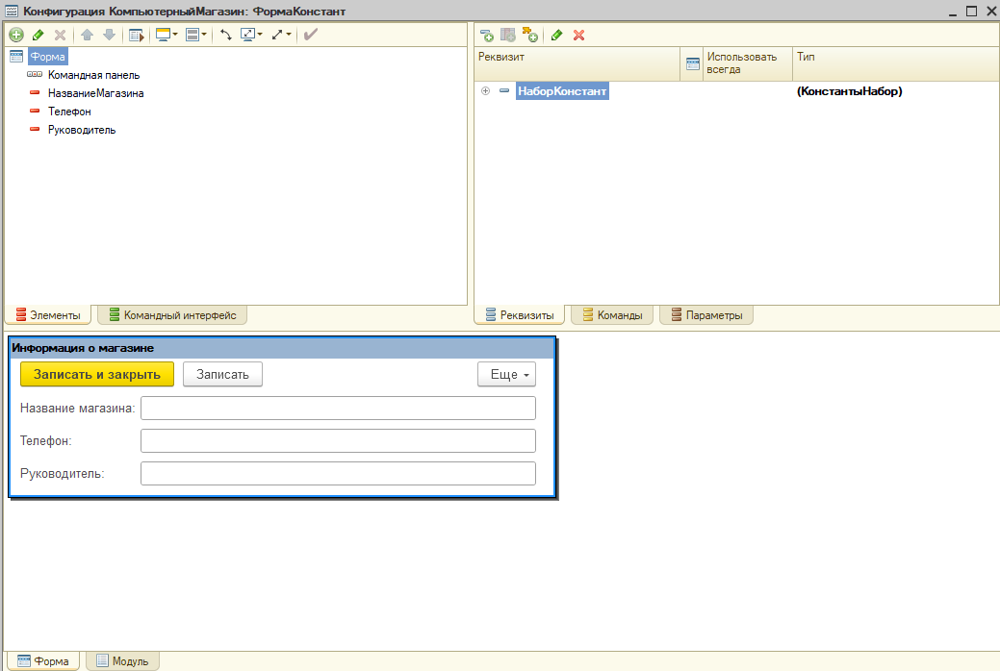 Конфигурация КомпьютерныйМагазин: ФормаКонстант
Форма
Командная панель
НазваниеМагазина
Телефон
Руководитель
Элементы
Командный интерфейс
Реквизит
Использовать
всегда
Тип
НаборКонстант
(КонстантыНабор)
Реквизиты
Команды
Параметры
Информация о магазине
Записать и закрыть
Записать
Еще
Название магазина:
Телефон:
Руководитель:
Форма
Модуль